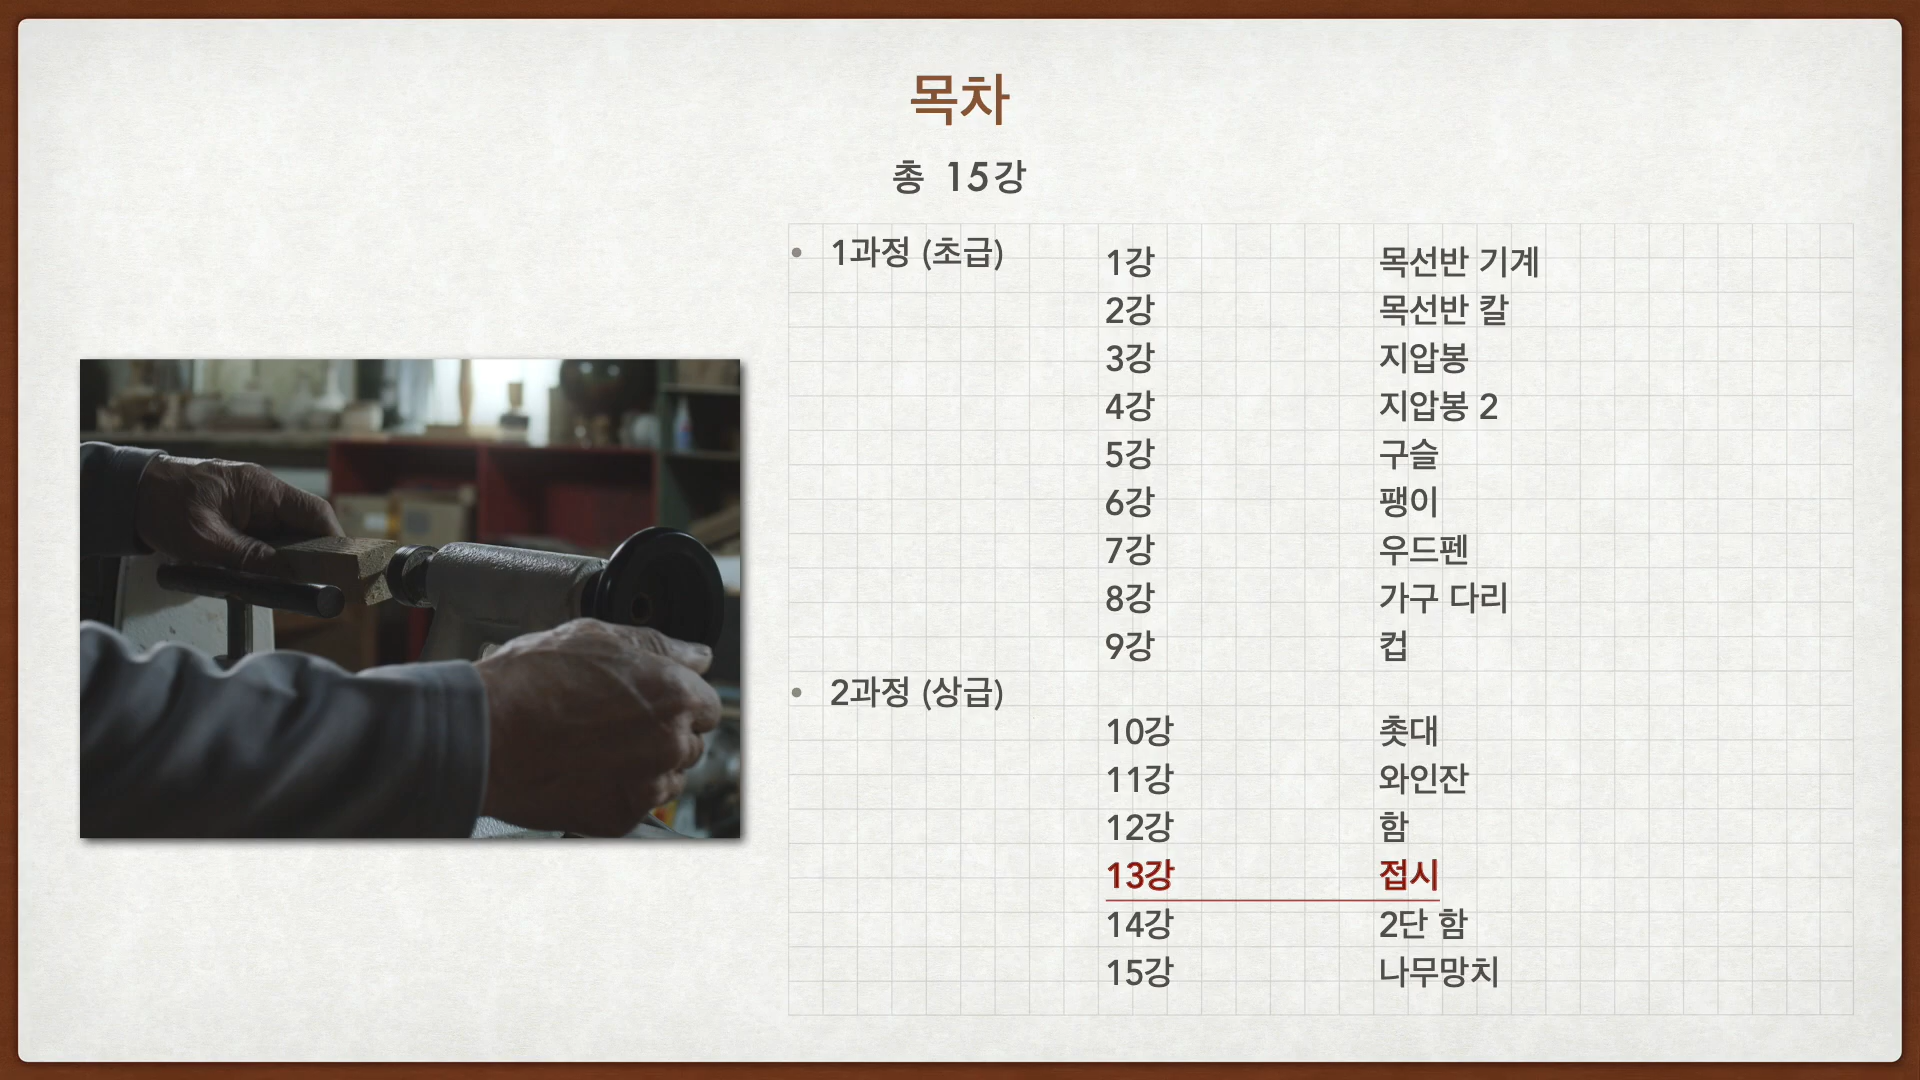 목차
총 15강
• 1과정 (초급)
1강 목선반 기계
2강 목선반 칼
3강 지압봉
4강 지압봉 2
5강 구슬
6강 팽이
7강 우드펜
8강 가구 다리
9강 컵
• 2과정 (상급)
10강 촛대
11강 와인잔
12강 함
13강 접시
14강 2단 함
15강 나무망치